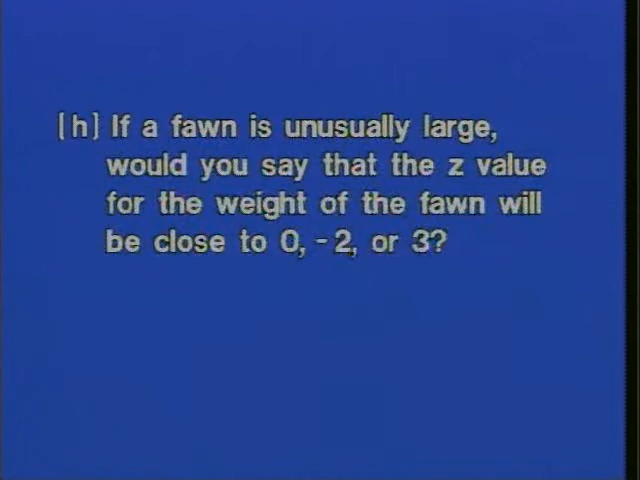 [h] If a fawn is unusually large,
would you say that the z value
for the weight of the fawn will
be close to 0, -2, or 3?